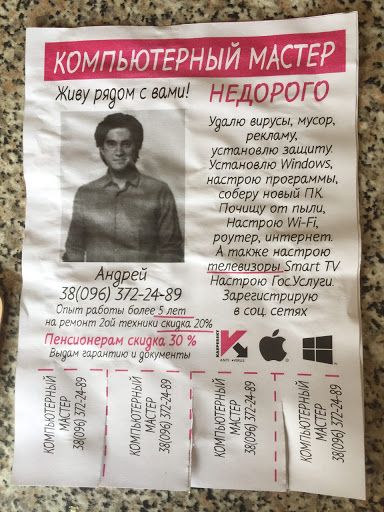 КОМПЬЮТЕРНЫЙ МАСТЕР
Живу рядом с вами!
НЕДОРОГО
Удалю вирусы, мусор,
рекламу,
установлю защиту.
Установлю Windows,
настрою программы,
соберу новый ПК.
Почищу от пыли,
Настрою Wi-Fi,
роутер, интернет.
А также настрою
телевизоры Smart TV
Настрою Гос.Услуги.
Зарегистрирую
в соц. сетях
Андрей
38(096) 372-24-89
Опыт работы более 5 лет
на ремонт 2ой техники скидка 20%
Пенсионерам скидка 30 %
Выдам гарантию и документы
KASPERSKY
ANTI-VIRUS
КОМПЬЮТЕРНЫЙ
МАСТЕР
38(096) 372-24-89
КОМПЬЮТЕРНЫЙ
МАСТЕР
38(096) 372-24-89
КОМПЬЮТЕРНЫЙ
МАСТЕР
38(096) 372-24-89
КОМПЬЮТЕРНЫЙ
МАСТЕР
38(096) 372-24-89